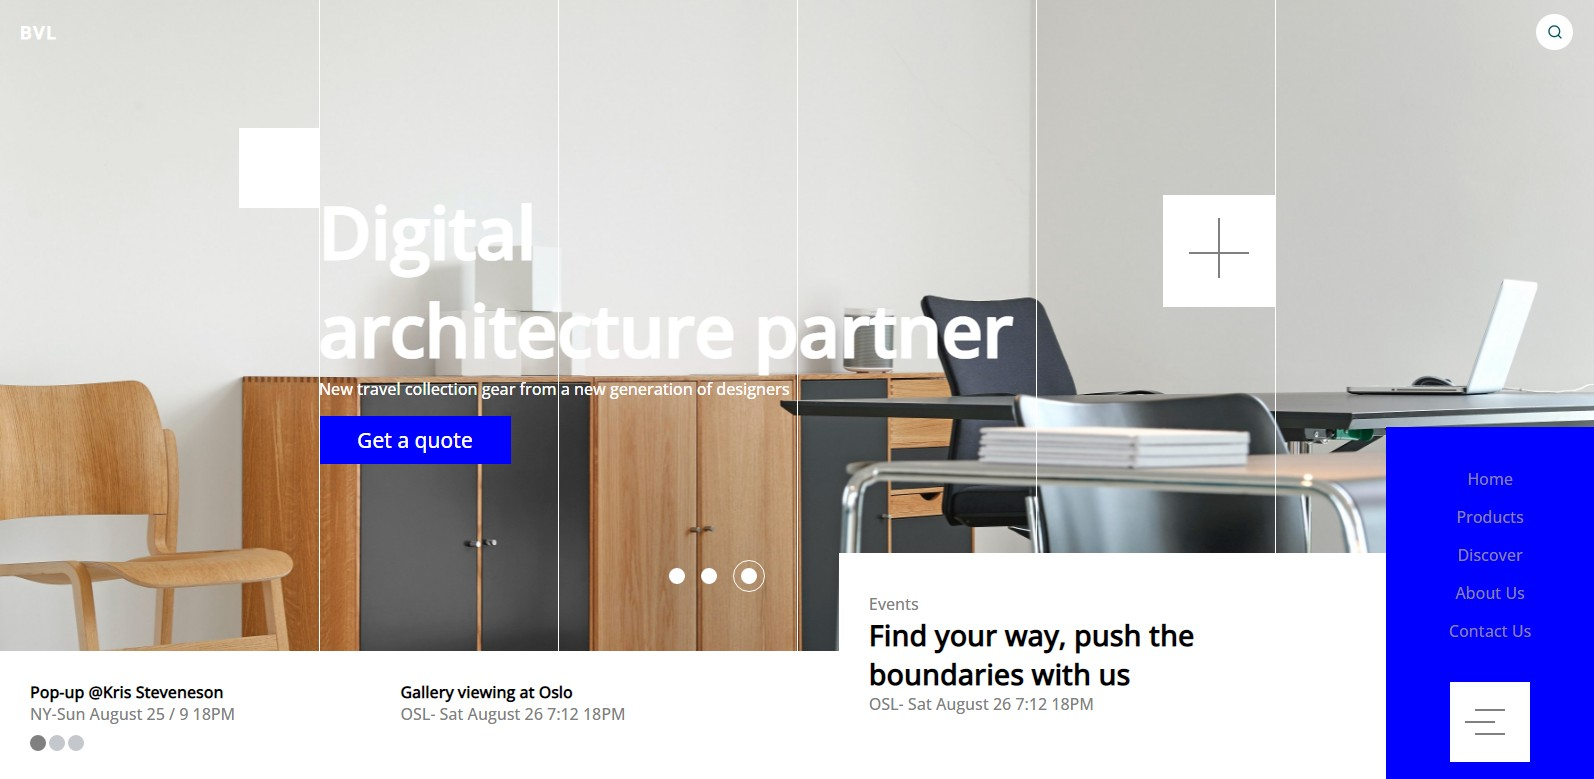 BVL
Digital
architecture partner
New travel collection gear from a new generation of designers
Get a quote
Home
Products
Discover
About Us
Contact Us
Events
Find your way, push the
boundaries with us
OSL- Sat August 26 7:12 18PM
Pop-up @Kris Steveneson
NY-Sun August 25 / 9 18PM
Gallery viewing at Oslo
OSL- Sat August 26 7:12 18PM